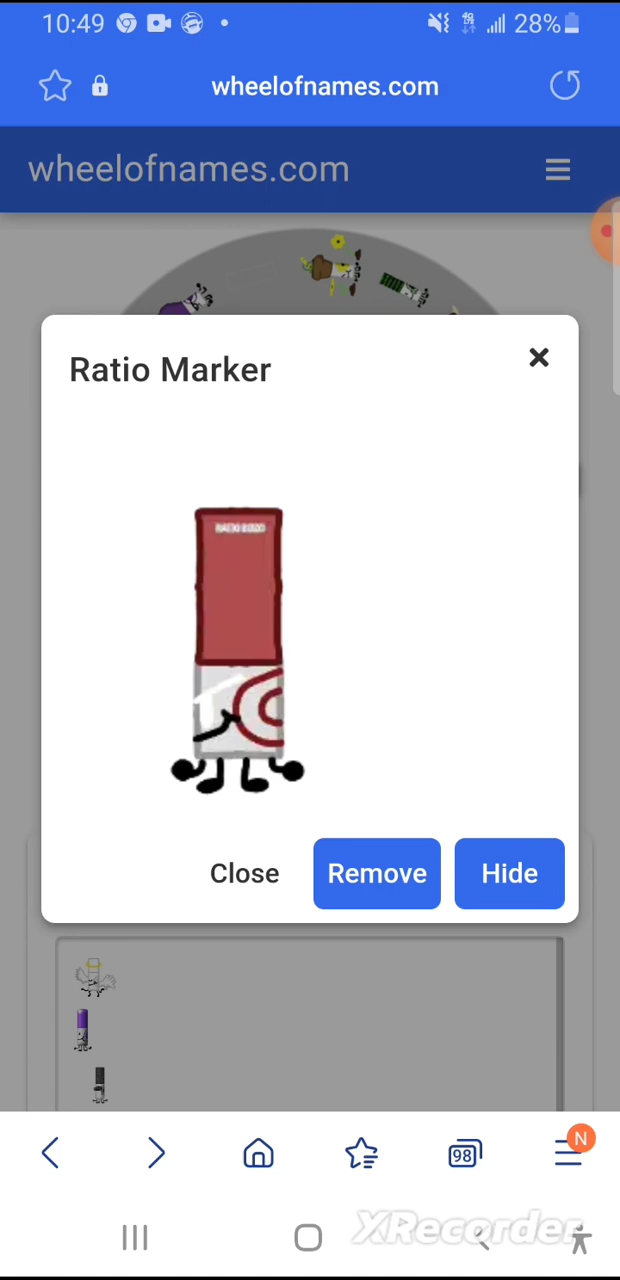 10:49
28%
wheelofnames.com
wheelofnames.com
Ratio Marker
Close
Remove
Hide
98
N
XRecorder